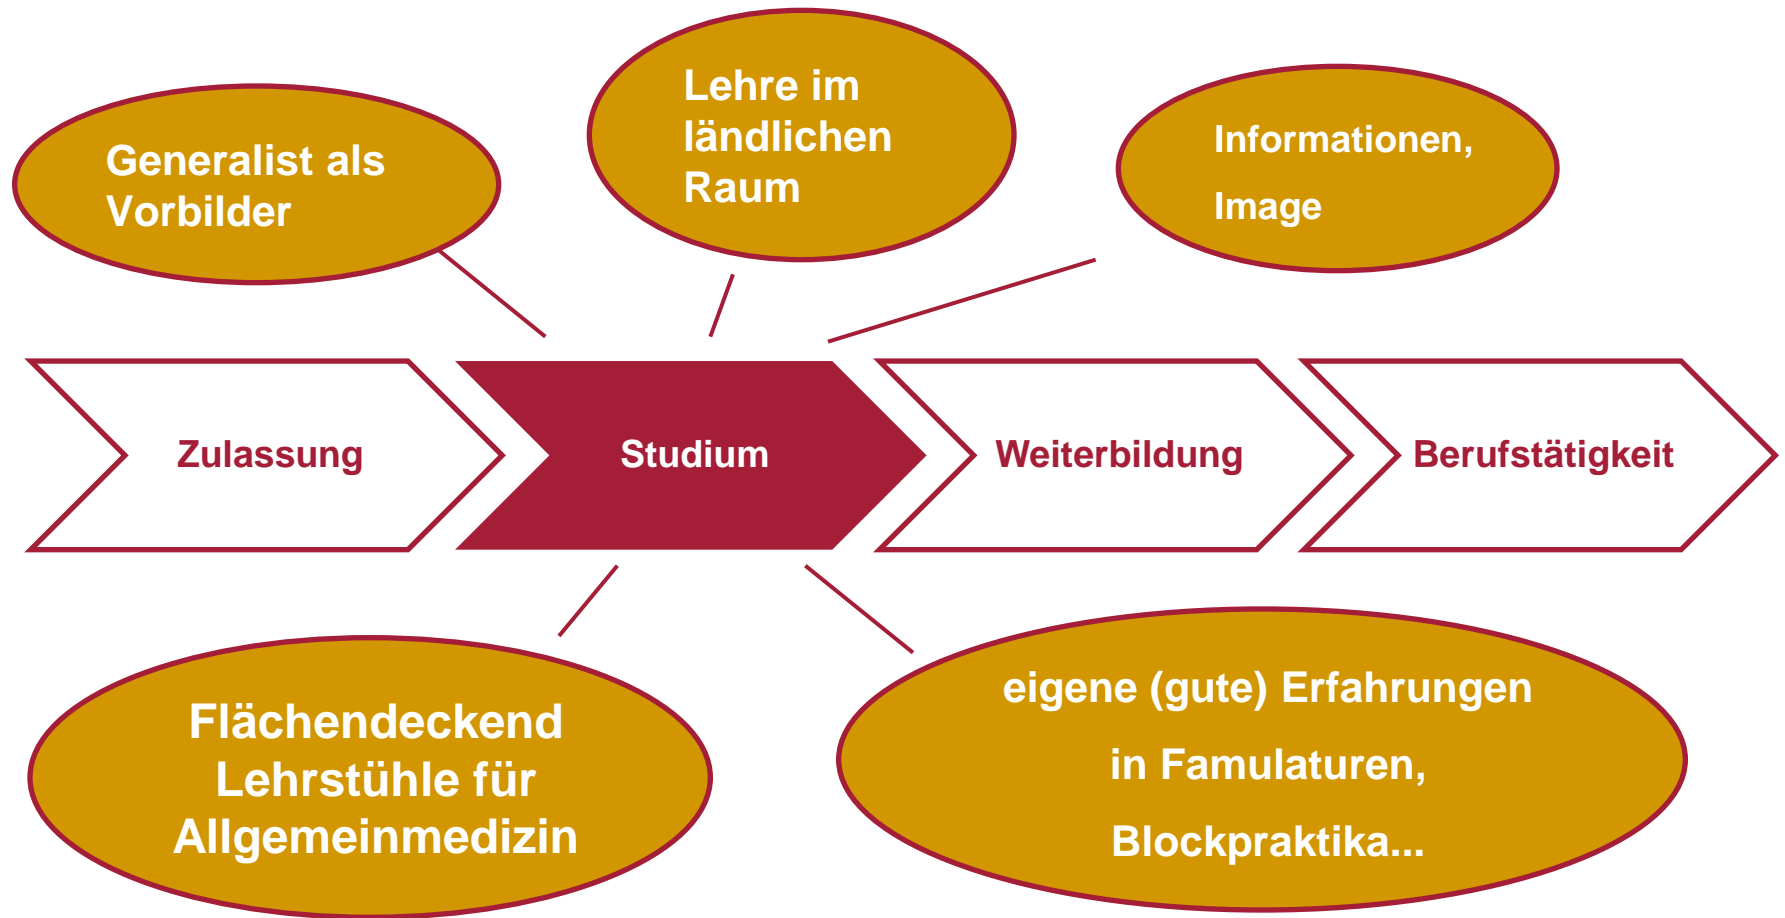 Generalist als
Vorbilder
Lehre im
ländlichen
Raum
Informationen,
Image
Zulassung
Studium
Weiterbildung
Berufstätigkeit
Flächendeckend
Lehrstühle für
Allgemeinmedizin
eigene (gute) Erfahrungen
in Famulaturen,
Blockpraktika...